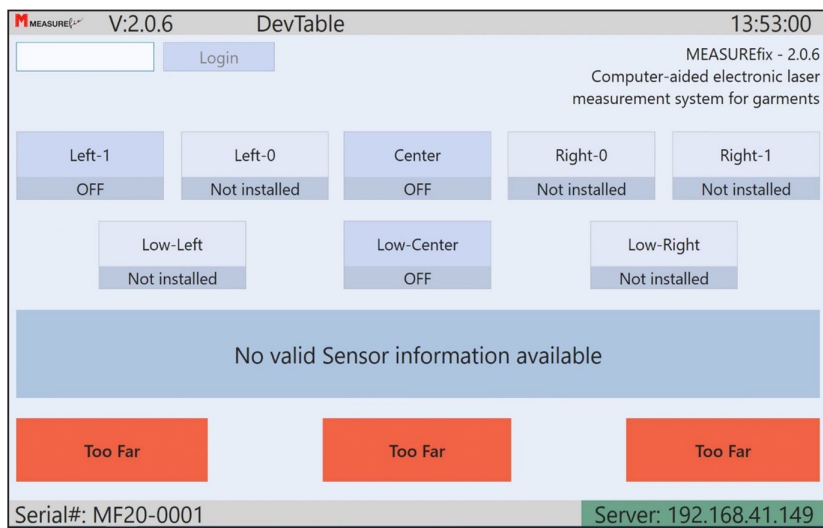 MEASUREfix V:2.0.6 DevTable 13:53:00
Login
MEASUREfix - 2.0.6
Computer-aided electronic laser
measurement system for garments
Left-1 Left-0 Center Right-0 Right-1
OFF Not installed OFF Not installed Not installed
Low-Left Low-Center Low-Right
Not installed OFF Not installed
No valid Sensor information available
Too Far Too Far Too Far
Serial#: MF20-0001 Server: 192.168.41.149